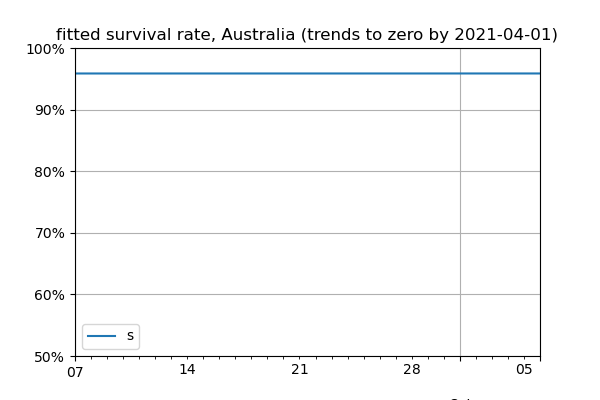 fitted survival rate, Australia (trends to zero by 2021-04-01)
100%
90%
80%
70%
60%
50%
s
07 14 21 28 05